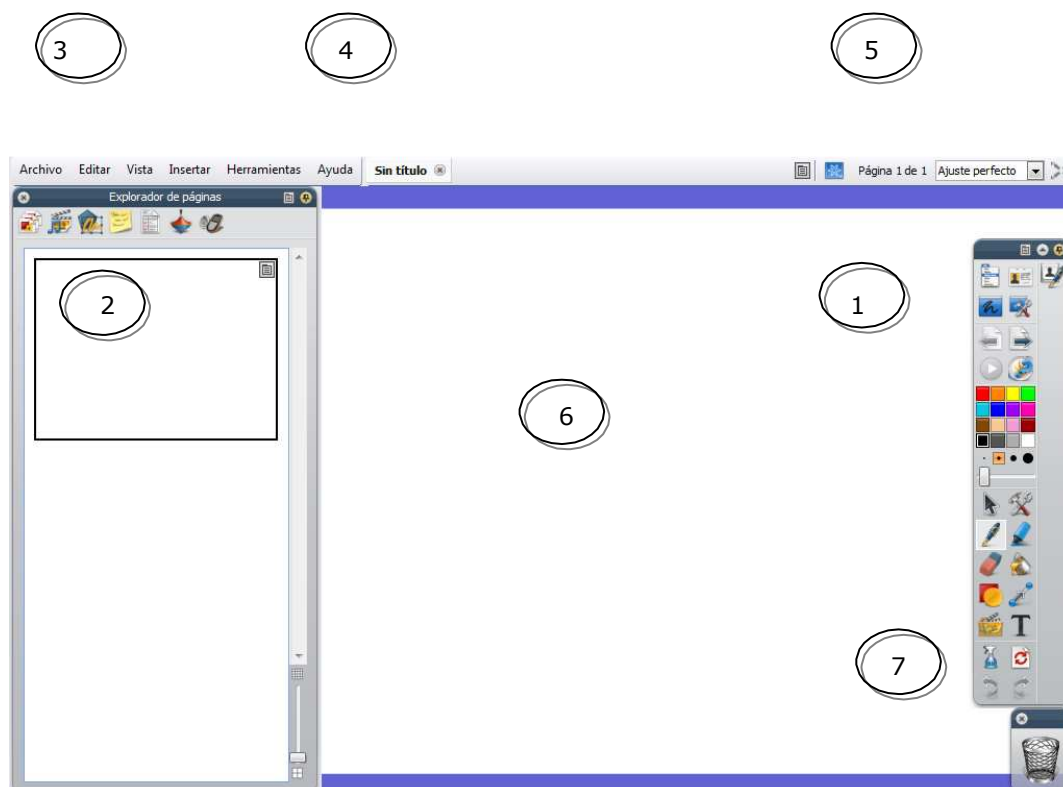 3 4 5
Archivo Editar Vista Insertar Herramientas Ayuda Sin título Página 1 de 1 Ajuste perfecto
Explorador de páginas
2
1
6
7
T